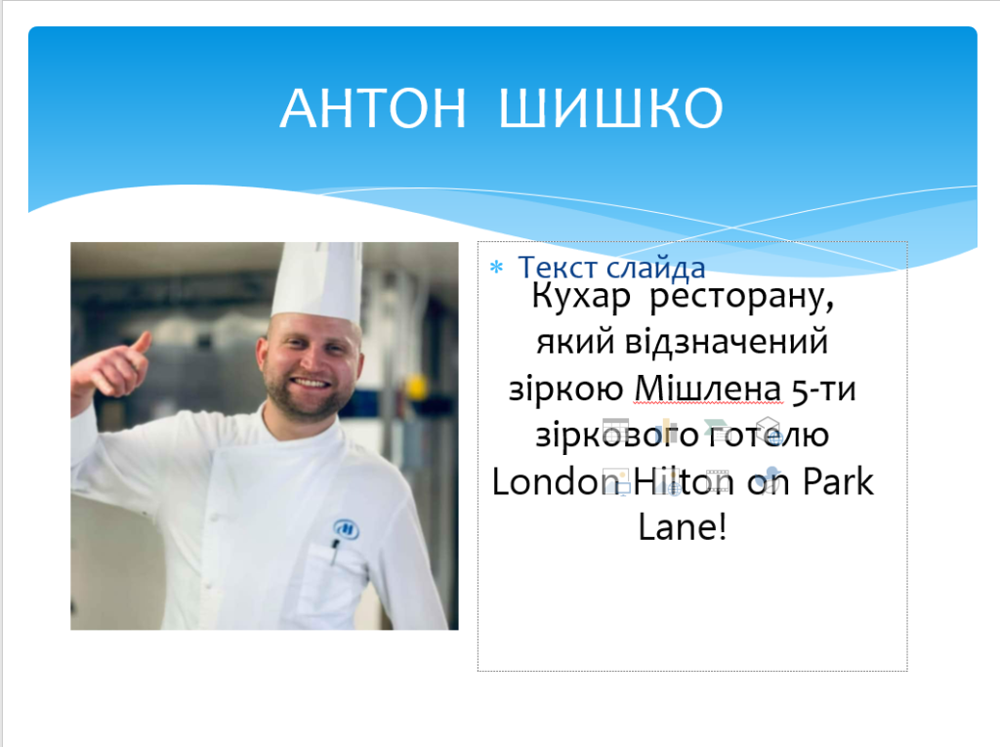 АНТОН ШИШКО
Текст слайда
Кухар ресторану,
який відзначений
зіркою Мішлена 5-ти
зіркового готелю
London Hilton on Park
Lane!